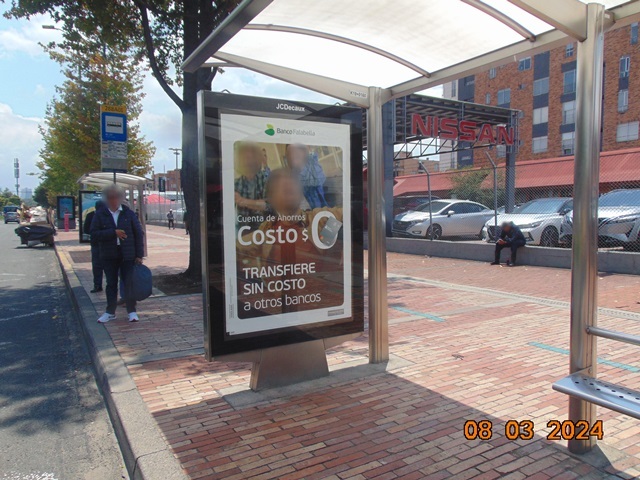 JCDecaux
Banco Falabella
NISSAN
Cuenta de Ahorros
Costo $0
TRANSFIERE
SIN COSTO
a otros bancos
08 03 2024